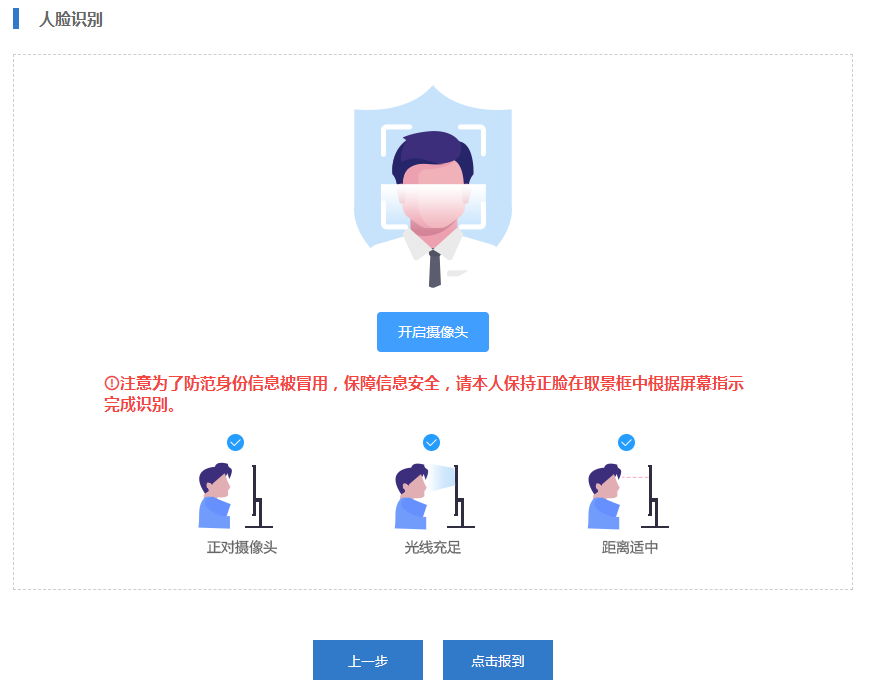 人脸识别
开启摄像头
①注意为了防范身份信息被冒用，保障信息安全，请本人保持正脸在取景框中根据屏幕指示
完成识别。
正对摄像头
光线充足
距离适中
上一步
点击报到